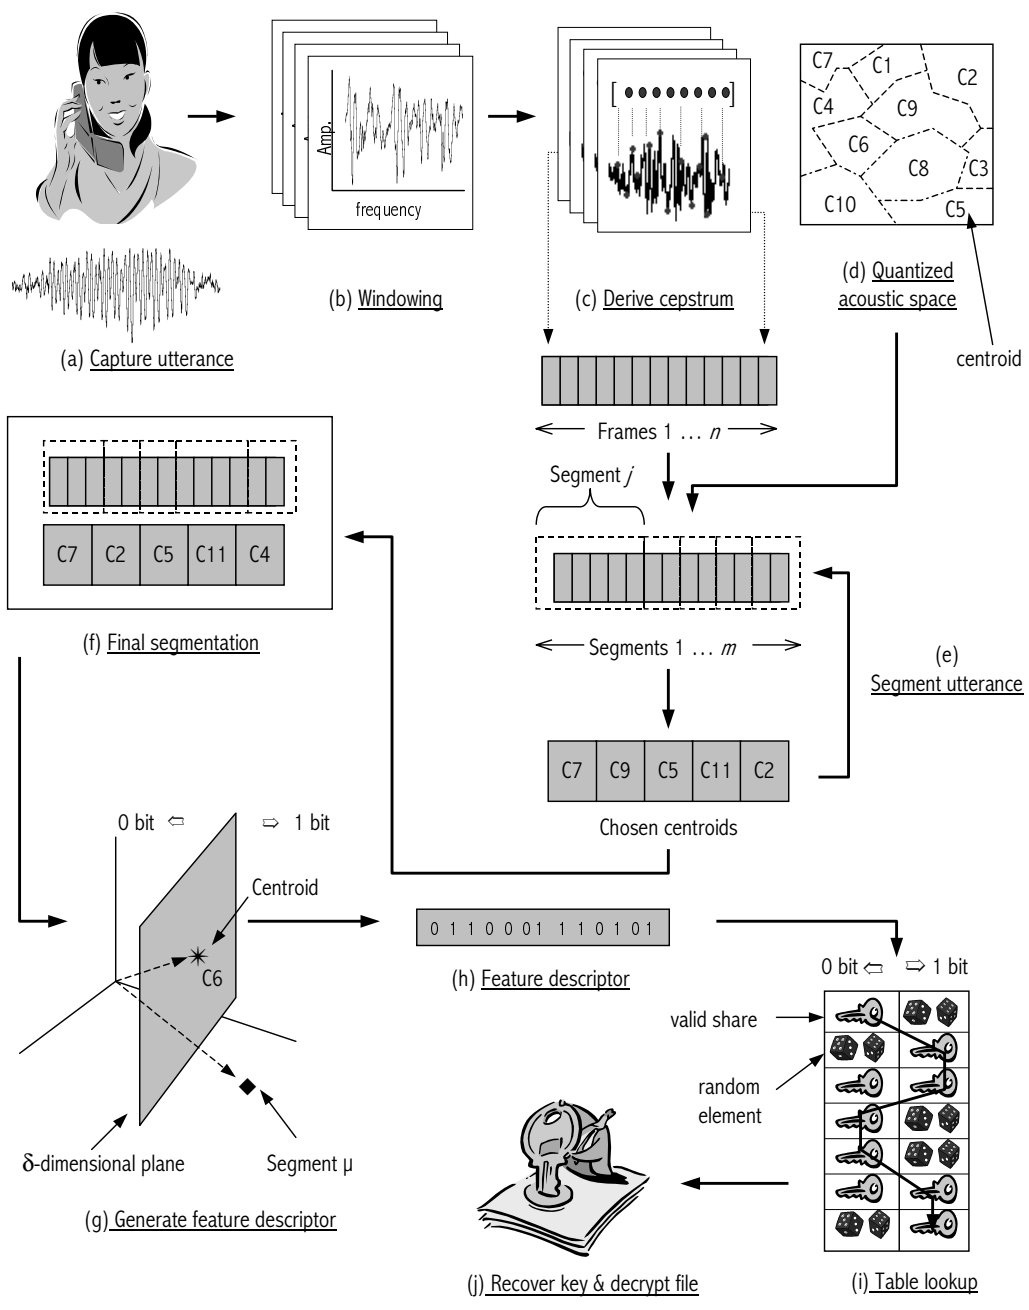 Amp.
frequency
[ ]
C7
C1
C2
C4
C9
C6
C8
C3
C10
C5
(a) Capture utterance
(b) Windowing
(c) Derive cepstrum
(d) Quantized
acoustic space
centroid
Frames 1 ... n
Segment j
C7 C2 C5 C11 C4
(f) Final segmentation
Segments 1 ... m
(e)
Segment utterance
C7 C9 C5 C11 C2
Chosen centroids
0 bit ⇦ ⇨ 1 bit
Centroid
C6
δ-dimensional plane
Segment μ
(g) Generate feature descriptor
0 1 1 0 0 0 1 1 1 0 1 0 1
(h) Feature descriptor
0 bit ⇦ ⇨ 1 bit
valid share
random
element
(i) Table lookup
(j) Recover key & decrypt file